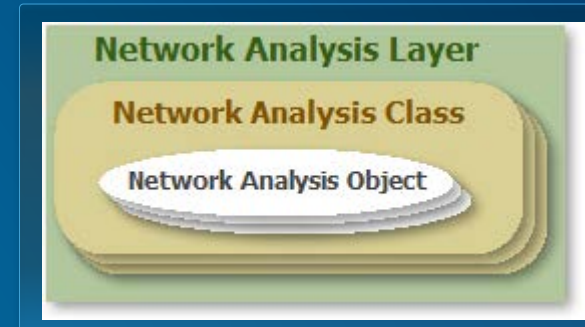 Network Analysis Layer
Network Analysis Class
Network Analysis Object